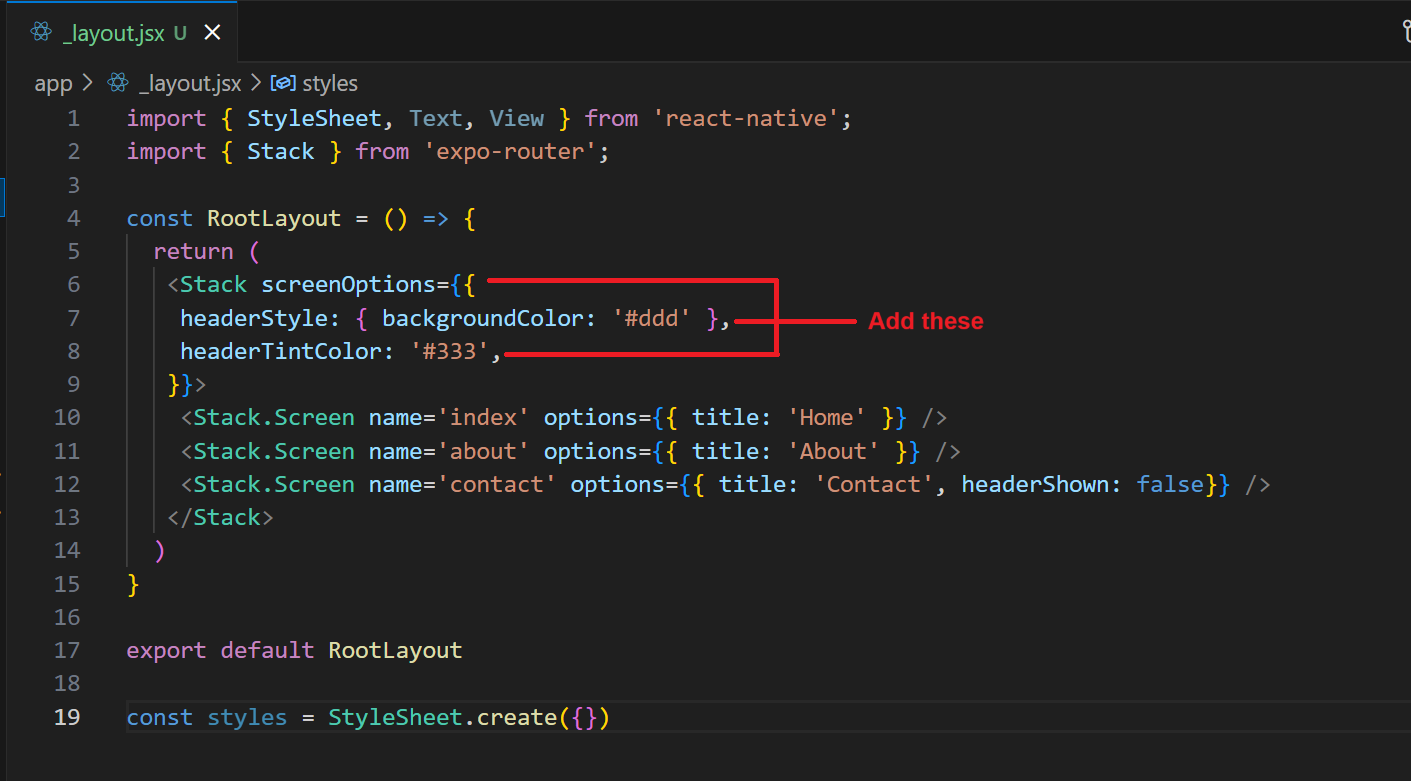 _layout.jsx U
app > _layout.jsx > styles
1 import { StyleSheet, Text, View } from 'react-native';
2 import { Stack } from 'expo-router';
3
4 const RootLayout = () => {
5   return (
6    <Stack screenOptions={{
7     headerStyle: { backgroundColor: '#ddd' }, Add these
8     headerTintColor: '#333',
9    }}>
10     <Stack.Screen name='index' options={{ title: 'Home' }} />
11     <Stack.Screen name='about' options={{ title: 'About' }} />
12     <Stack.Screen name='contact' options={{ title: 'Contact', headerShown: false}} />
13    </Stack>
14   )
15 }
16
17 export default RootLayout
18
19 const styles = StyleSheet.create({})